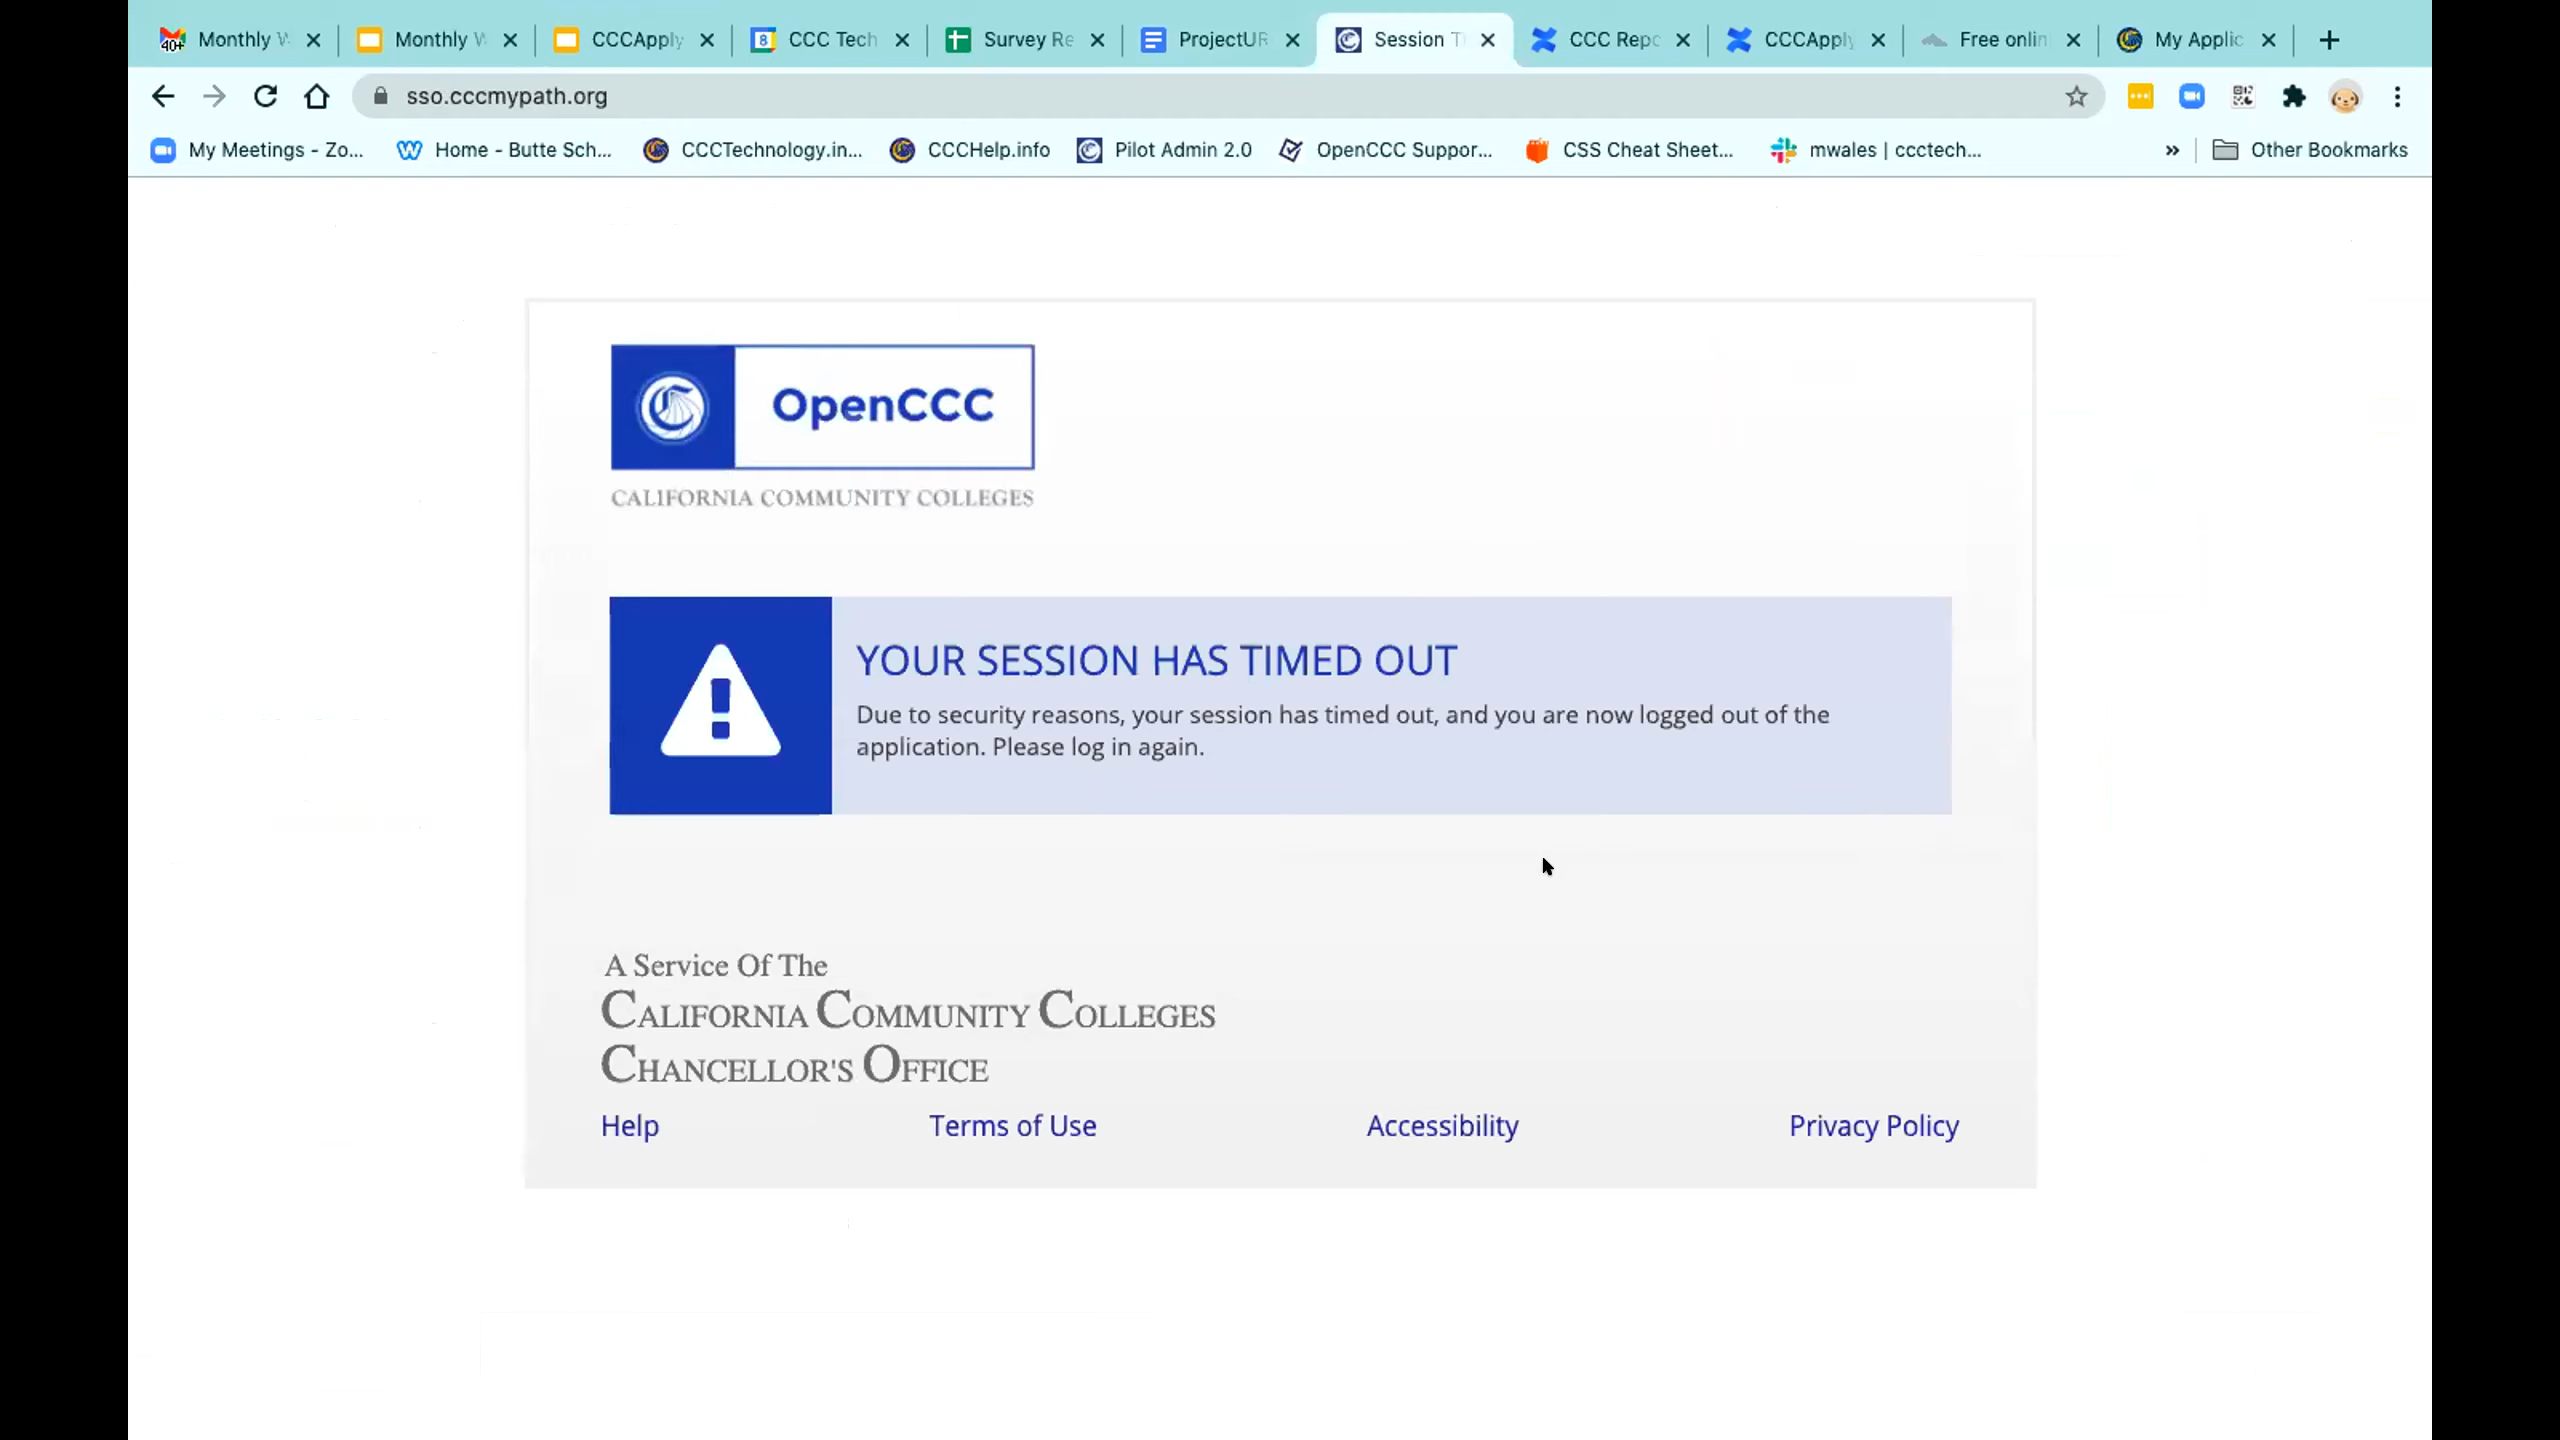 40+ Monthly W Monthly W CCCApply 8 CCC Tech Survey Re ProjectUR Session T CCC Repo CCCApply Free onlin My Applic
sso.cccmypath.org
My Meetings - Zo... Home - Butte Sch... CCCTechnology.in... CCCHelp.info Pilot Admin 2.0 OpenCCC Suppor... CSS Cheat Sheet... mwales | ccctech... » Other Bookmarks
OpenCCC
CALIFORNIA COMMUNITY COLLEGES
YOUR SESSION HAS TIMED OUT
Due to security reasons, your session has timed out, and you are now logged out of the
application. Please log in again.
A Service Of The
CALIFORNIA COMMUNITY COLLEGES
CHANCELLOR'S OFFICE
Help Terms of Use Accessibility Privacy Policy